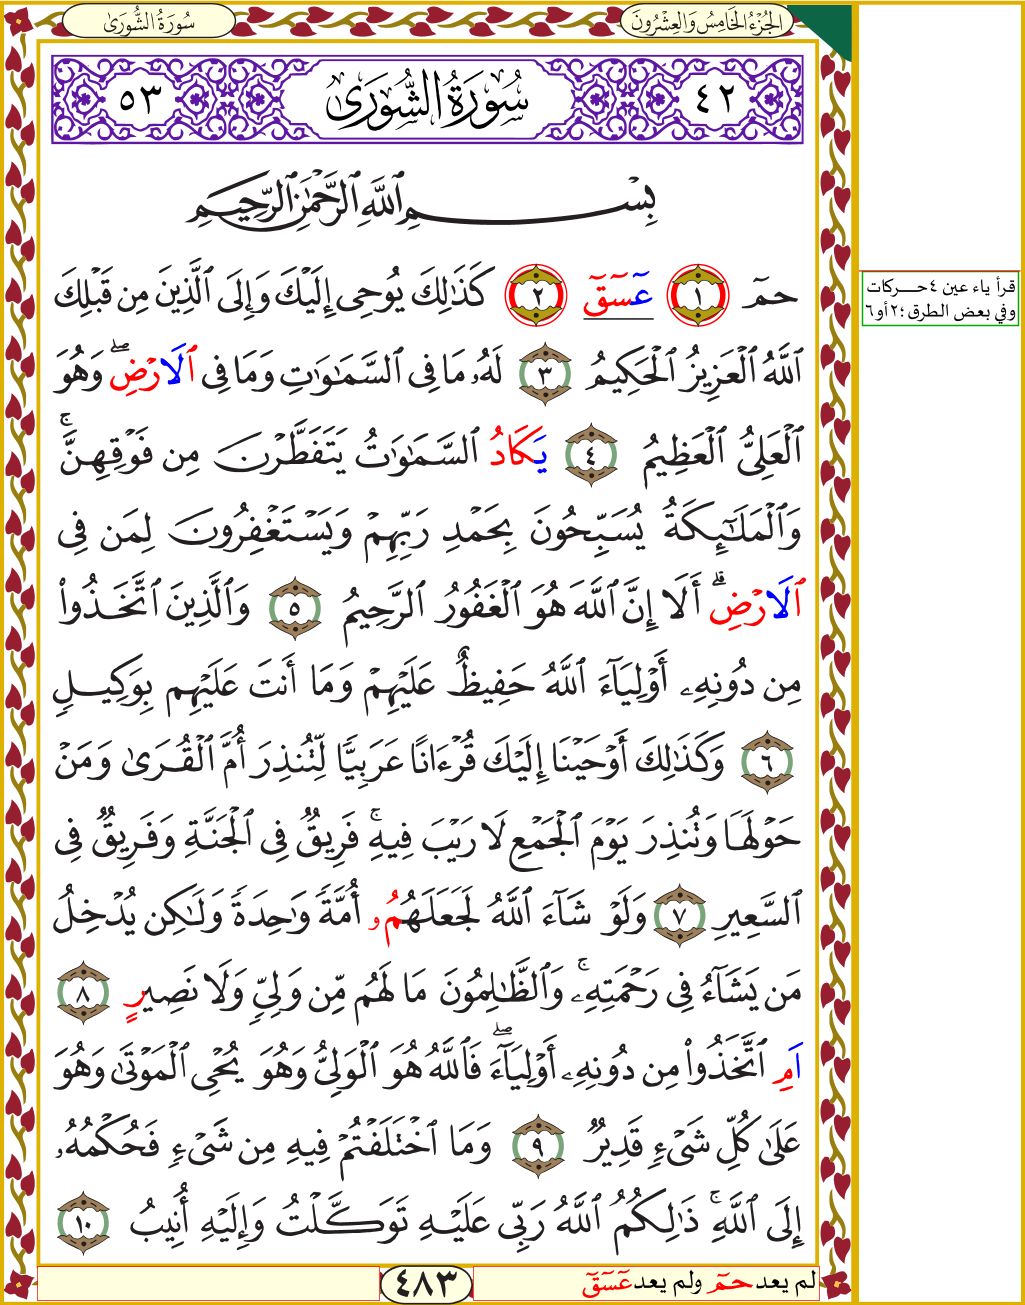 الجُزْءُ الخَامِسُ وَالعِشْرُونَ
سُورَةُ الشُّورَىٰ
٤٢ سُورَةُ الشُّورَىٰ ٥٣
بِسْمِ ٱللَّهِ ٱلرَّحْمَٰنِ ٱلرَّحِيمِ
حمٓ ١ عٓسٓقٓ ٢ كَذَٰلِكَ يُوحِىٓ إِلَيْكَ وَإِلَى ٱلَّذِينَ مِن قَبْلِكَ
قرأ ياء عين ٤ حركات
وفي بعض الطرق ؛ ٢ أو ٦
ٱللَّهُ ٱلْعَزِيزُ ٱلْحَكِيمُ ٣ لَهُۥ مَا فِى ٱلسَّمَٰوَٰتِ وَمَا فِى ٱلَارْضِۖ وَهُوَ
ٱلْعَلِىُّ ٱلْعَظِيمُ ٤ يَكَادُ ٱلسَّمَٰوَٰتُ يَتَفَطَّرْنَ مِن فَوْقِهِنَّۚ
وَٱلْمَلَٰٓئِكَةُ يُسَبِّحُونَ بِحَمْدِ رَبِّهِمْ وَيَسْتَغْفِرُونَ لِمَن فِى
ٱلَارْضِۗ أَلَا إِنَّ ٱللَّهَ هُوَ ٱلْغَفُورُ ٱلرَّحِيمُ ٥ وَٱلَّذِينَ ٱتَّخَذُوا۟
مِن دُونِهِۦ أَوْلِيَآءَ ٱللَّهُ حَفِيظٌ عَلَيْهِمْ وَمَا أَنتَ عَلَيْهِم بِوَكِيلٍ
٦ وَكَذَٰلِكَ أَوْحَيْنَا إِلَيْكَ قُرْءَانًا عَرَبِيًّا لِّتُنذِرَ أُمَّ ٱلْقُرَىٰ وَمَنْ
حَوْلَهَا وَتُنذِرَ يَوْمَ ٱلْجَمْعِ لَا رَيْبَ فِيهِۚ فَرِيقٌ فِى ٱلْجَنَّةِ وَفَرِيقٌ فِى
ٱلسَّعِيرِ ٧ وَلَوْ شَآءَ ٱللَّهُ لَجَعَلَهُمُۥ أُمَّةً وَٰحِدَةً وَلَٰكِن يُدْخِلُ
مَن يَشَآءُ فِى رَحْمَتِهِۦۚ وَٱلظَّٰلِمُونَ مَا لَهُم مِّن وَلِىٍّ وَلَا نَصِيرٍ ٨
اَمِ ٱتَّخَذُوا۟ مِن دُونِهِۦ أَوْلِيَآءَۖ فَٱللَّهُ هُوَ ٱلْوَلِىُّ وَهُوَ يُحْىِ ٱلْمَوْتَىٰ وَهُوَ
عَلَىٰ كُلِّ شَىْءٍ قَدِيرٌ ٩ وَمَا ٱخْتَلَفْتُمْ فِيهِ مِن شَىْءٍ فَحُكْمُهُۥ
إِلَى ٱللَّهِۚ ذَٰلِكُمُ ٱللَّهُ رَبِّى عَلَيْهِ تَوَكَّلْتُ وَإِلَيْهِ أُنِيبُ ١٠
لم يعد حمٓ ولم يعد عٓسٓقٓ
٤٨٣